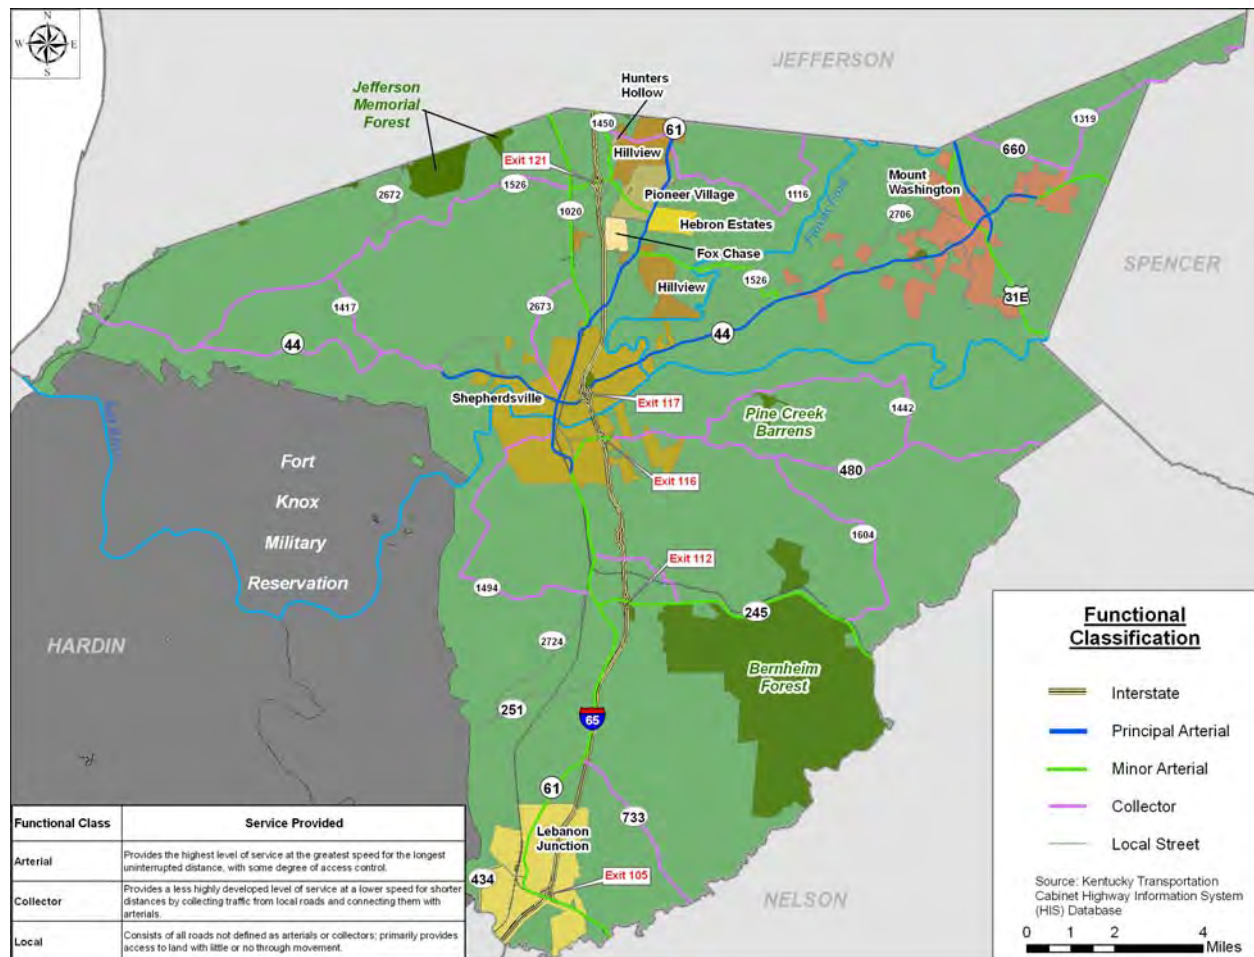 N
W
E
S
JEFFERSON
Hunters
Hollow
Jefferson
Memorial
Forest
1450
61
1319
660
Hillview
Exit 121
Mount
Washington
2672
1526
Pioneer Village
1116
1020
2706
Hebron Estates
Fox Chase
SPENCER
1526
Hillview
31E
1417
2673
44
44
Shepherdsville
Exit 117
1442
Pine Creek
Barrens
Fort
Knox
Military
Reservation
480
Exit 116
1604
Exit 112
1494
245
HARDIN
2724
Bernheim
Forest
251
65
61
733
Lebanon
Junction
434
Exit 105
NELSON
Functional
Classification
Interstate
Principal Arterial
Minor Arterial
Collector
Local Street
Source: Kentucky Transportation
Cabinet Highway Information System
(HIS) Database
0 1 2 4
Miles
Functional Class Service Provided
Arterial
Provides the highest level of service at the greatest speed for the longest
uninterrupted distance, with some degree of access control.
Collector
Provides a less highly developed level of service at a lower speed for shorter
distances by collecting traffic from local roads and connecting them with
arterials.
Local
Consists of all roads not defined as arterials or collectors; primarily provides
access to land with little or no through movement.